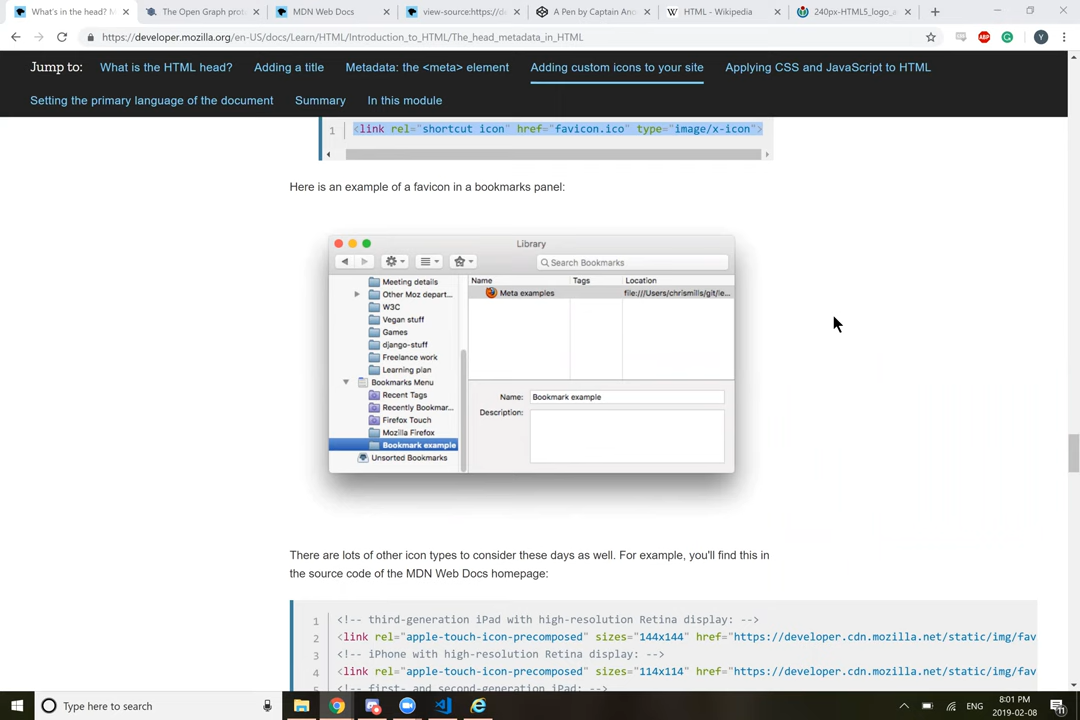 What's in the head? M
The Open Graph prot
MDN Web Docs
view-source:https://de
A Pen by Captain Ano
HTML - Wikipedia
240px-HTML5_logo_a
https://developer.mozilla.org/en-US/docs/Learn/HTML/Introduction_to_HTML/The_head_metadata_in_HTML
ABP
G
Y
Jump to: What is the HTML head? Adding a title Metadata: the <meta> element Adding custom icons to your site Applying CSS and JavaScript to HTML
Setting the primary language of the document Summary In this module
1 <link rel="shortcut icon" href="favicon.ico" type="image/x-icon">
Here is an example of a favicon in a bookmarks panel:
Library
Search Bookmarks
Name Tags Location
Meta examples file:///Users/chrismills/git/le...
Meeting details
Other Moz depart...
W3C
Vegan stuff
Games
django-stuff
Freelance work
Learning plan
Bookmarks Menu
Recent Tags
Recently Bookmar...
Firefox Touch
Mozilla Firefox
Bookmark example
Unsorted Bookmarks
Name: Bookmark example
Description:
There are lots of other icon types to consider these days as well. For example, you'll find this in
the source code of the MDN Web Docs homepage:
1 <!-- third-generation iPad with high-resolution Retina display: -->
2 <link rel="apple-touch-icon-precomposed" sizes="144x144" href="https://developer.cdn.mozilla.net/static/img/fav
3 <!-- iPhone with high-resolution Retina display: -->
4 <link rel="apple-touch-icon-precomposed" sizes="114x114" href="https://developer.cdn.mozilla.net/static/img/fav
5 <!-- first- and second-generation iPad: -->
Type here to search
ENG
8:01 PM
2019-02-08